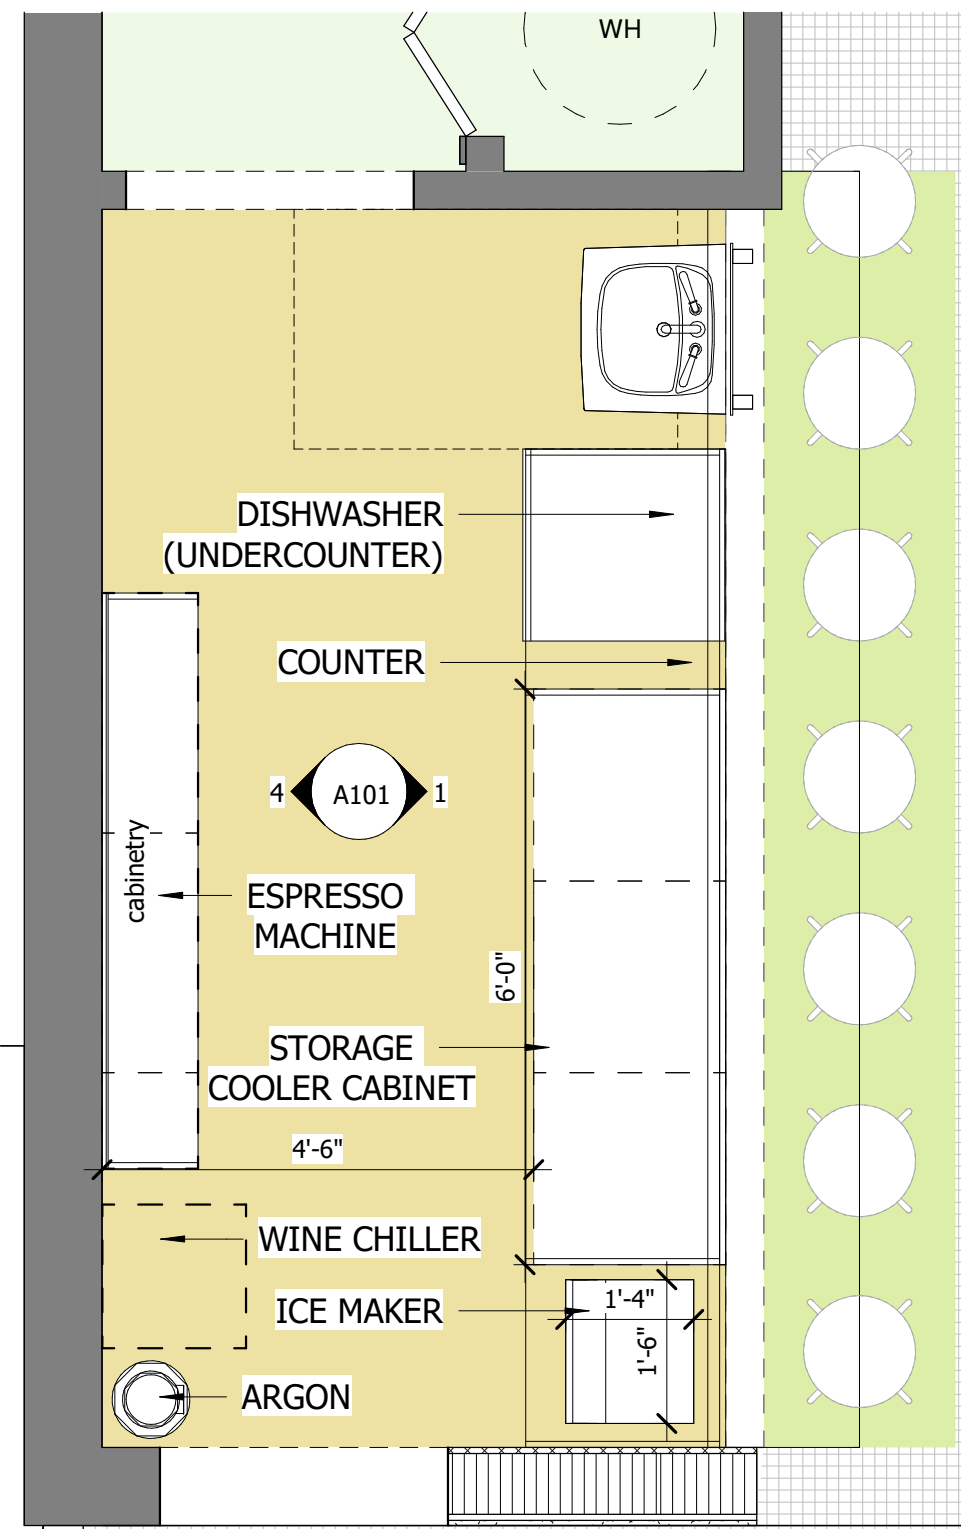 WH
DISHWASHER
(UNDERCOUNTER)
COUNTER
4
A101
1
cabinetry
ESPRESSO
MACHINE
6'-0"
STORAGE
COOLER CABINET
4'-6"
WINE CHILLER
ICE MAKER
1'-4"
1'-6"
ARGON